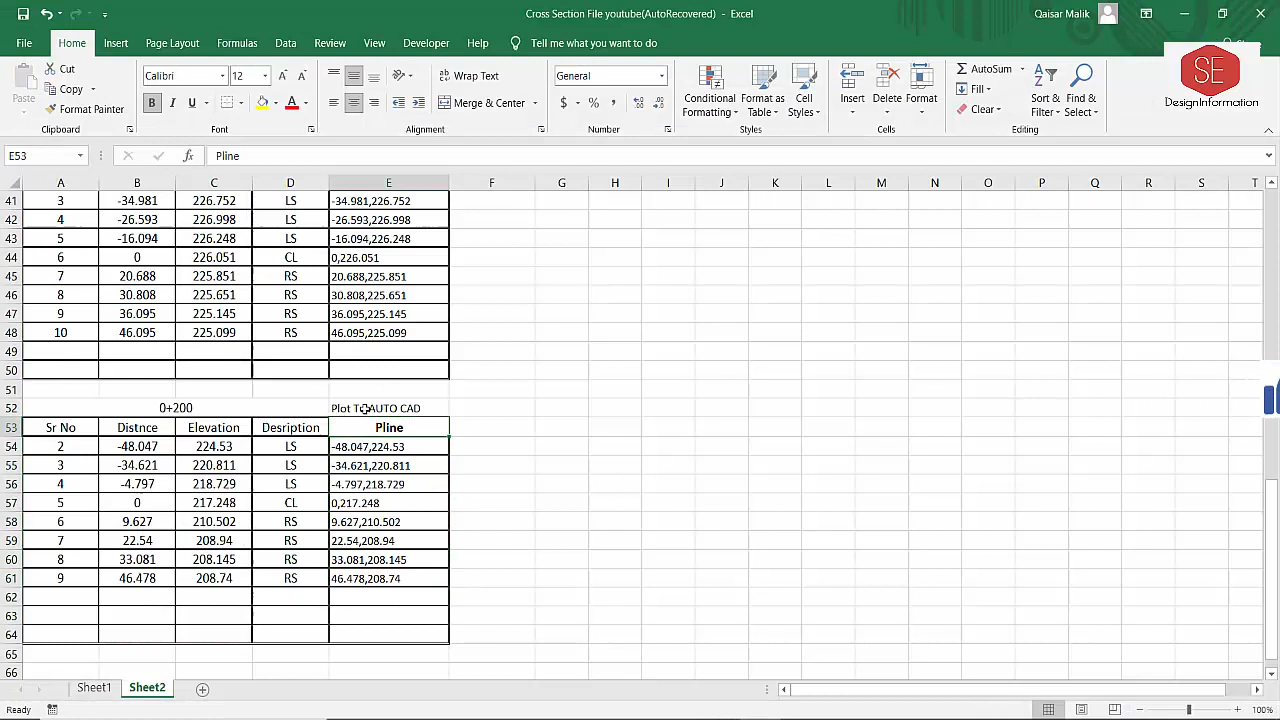 Cross Section File youtube(AutoRecovered) - Excel
Qaisar Malik
File Home Insert Page Layout Formulas Data Review View Developer Help Tell me what you want to do
SE
DesignInformation
Paste
Cut
Copy
Format Painter
Clipboard
Calibri 12
B I U
Font
Wrap Text
Merge & Center
Alignment
General
$ % ,
Number
Conditional Formatting
Format as Table
Cell Styles
Styles
Insert Delete Format
Cells
AutoSum
Fill
Clear
Sort & Filter
Find & Select
Editing
E53 fx Pline
A B C D E F G H I J K L M N O P Q R S T
41 3 -34.981 226.752 LS -34.981,226.752
42 4 -26.593 226.998 LS -26.593,226.998
43 5 -16.094 226.248 LS -16.094,226.248
44 6 0 226.051 CL 0,226.051
45 7 20.688 225.851 RS 20.688,225.851
46 8 30.808 225.651 RS 30.808,225.651
47 9 36.095 225.145 RS 36.095,225.145
48 10 46.095 225.099 RS 46.095,225.099
49
50
51
52 0+200 Plot To AUTO CAD
53 Sr No Distnce Elevation Desription Pline
54 2 -48.047 224.53 LS -48.047,224.53
55 3 -34.621 220.811 LS -34.621,220.811
56 4 -4.797 218.729 LS -4.797,218.729
57 5 0 217.248 CL 0,217.248
58 6 9.627 210.502 RS 9.627,210.502
59 7 22.54 208.94 RS 22.54,208.94
60 8 33.081 208.145 RS 33.081,208.145
61 9 46.478 208.74 RS 46.478,208.74
62
63
64
65
66
Sheet1 Sheet2
Ready
100%